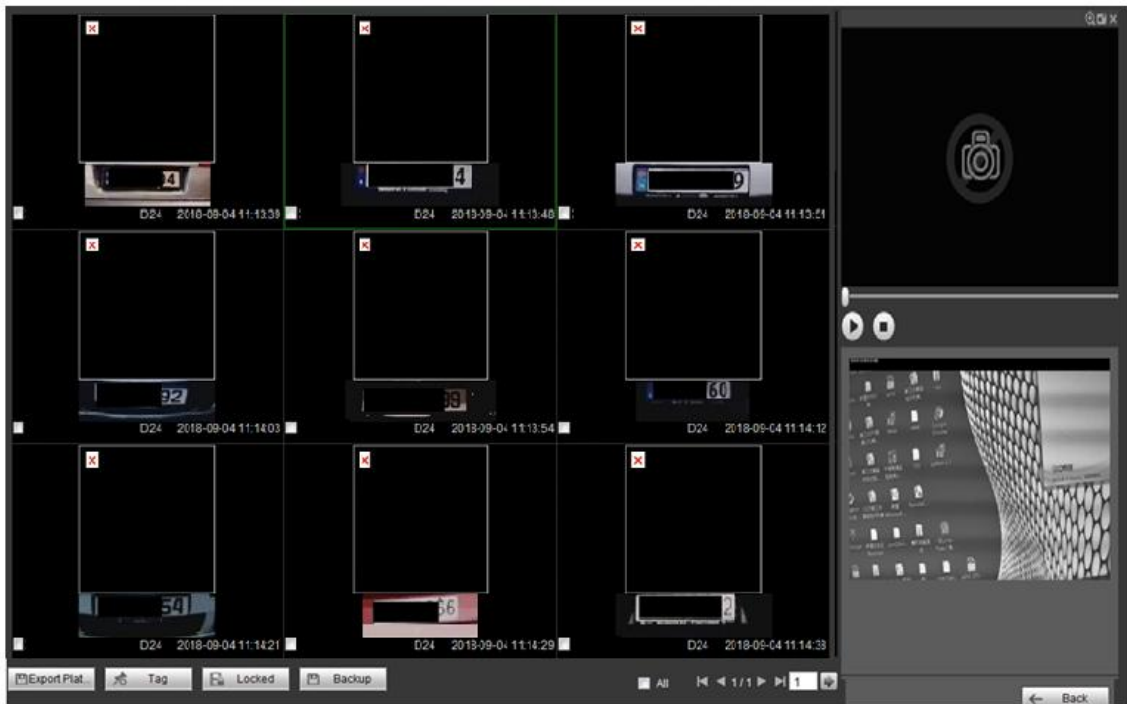 34
4
9
D24 2018-09-04 11:13:39
D24 2018-09-04 11:13:48
D24 2018-09-04 11:13:51
92
99
60
D24 2018-09-04 11:14:03
D24 2018-09-04 11:13:54
D24 2018-09-04 11:14:12
54
66
2
D24 2018-09-04 11:14:21
D24 2018-09-04 11:14:29
D24 2018-09-04 11:14:38
Export Plat... Tag Locked Backup All 1/1 1
Back